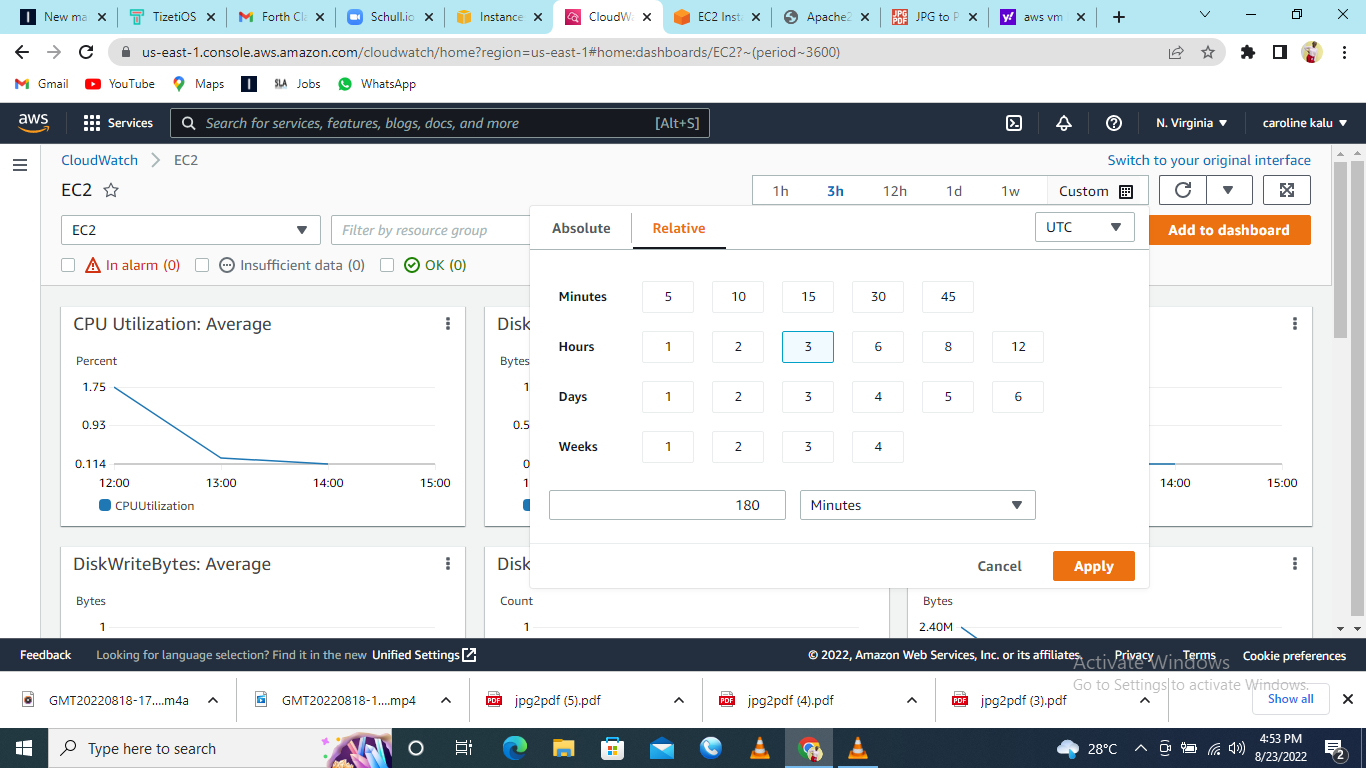 New ma
TizetiOS
Forth Cl
Schull.io
Instance
CloudWa
EC2 Inst
Apache2
JPG to P
aws vm
us-east-1.console.aws.amazon.com/cloudwatch/home?region=us-east-1#home:dashboards/EC2?~(period~3600)
Gmail
YouTube
Maps
SLA Jobs
WhatsApp
aws
Services
Search for services, features, blogs, docs, and more
[Alt+S]
N. Virginia
caroline kalu
CloudWatch
EC2
Switch to your original interface
EC2
1h
3h
12h
1d
1w
Custom
EC2
Filter by resource group
Absolute
Relative
UTC
Add to dashboard
In alarm (0)
Insufficient data (0)
OK (0)
Minutes
5
10
15
30
45
Hours
1
2
3
6
8
12
Days
1
2
3
4
5
6
Weeks
1
2
3
4
180
Minutes
Cancel
Apply
CPU Utilization: Average
Percent
1.75
0.93
0.114
12:00
13:00
14:00
15:00
CPUUtilization
Disk
Bytes
1
0.5
0
1
14:00
15:00
DiskWriteBytes: Average
Bytes
1
Disk
Count
1
Bytes
2.40M
Feedback
Looking for language selection? Find it in the new Unified Settings
© 2022, Amazon Web Services, Inc. or its affiliates.
Privacy
Terms
Cookie preferences
Activate Windows
Go to Settings to activate Windows.
GMT20220818-17....m4a
GMT20220818-1....mp4
PDF jpg2pdf (5).pdf
PDF jpg2pdf (4).pdf
PDF jpg2pdf (3).pdf
Show all
Type here to search
28°C
4:53 PM
8/23/2022
2